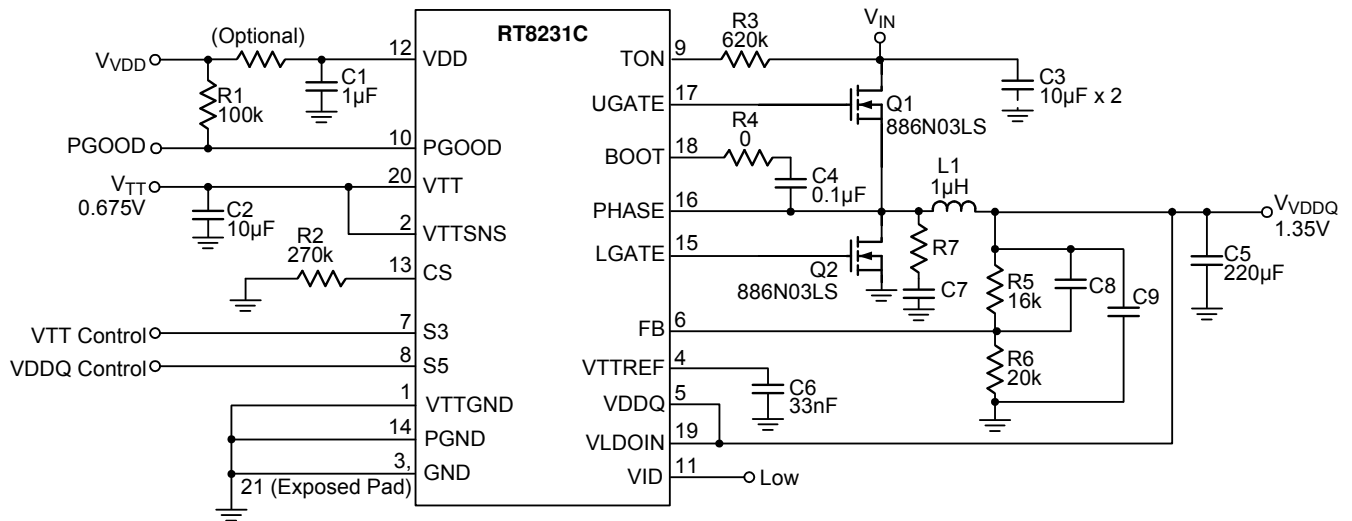 RT8231C
(Optional)
V_VDD
12
VDD
C1
1µF
R1
100k
PGOOD
10
PGOOD
V_TT
0.675V
20
VTT
C2
10µF
2
VTTSNS
R2
270k
13
CS
VTT Control
7
S3
VDDQ Control
8
S5
1
VTTGND
14
PGND
3,
GND
21 (Exposed Pad)
TON
9
R3
620k
V_IN
C3
10µF x 2
UGATE
17
Q1
886N03LS
BOOT
18
R4
0
C4
0.1µF
PHASE
16
L1
1µH
V_VDDQ
1.35V
LGATE
15
Q2
886N03LS
R7
C7
R5
16k
C8
C9
C5
220µF
FB
6
R6
20k
VTTREF
4
C6
33nF
VDDQ
5
VLDOIN
19
VID
11
Low